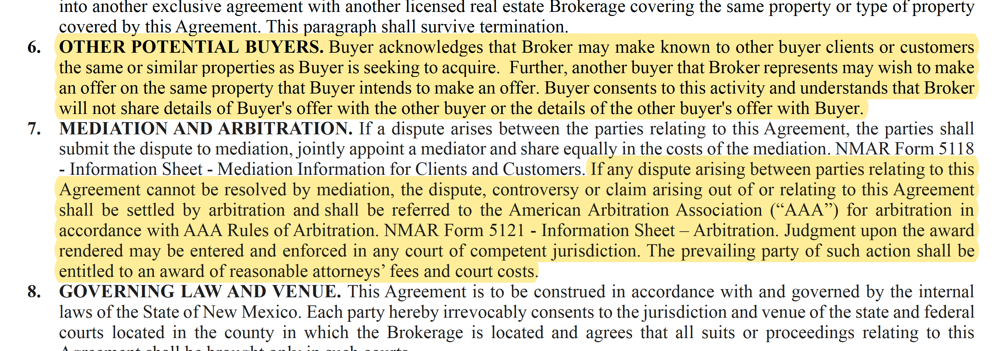 into another exclusive agreement with another licensed real estate Brokerage covering the same property or type of property
covered by this Agreement. This paragraph shall survive termination.
6. OTHER POTENTIAL BUYERS. Buyer acknowledges that Broker may make known to other buyer clients or customers
the same or similar properties as Buyer is seeking to acquire.  Further, another buyer that Broker represents may wish to make
an offer on the same property that Buyer intends to make an offer. Buyer consents to this activity and understands that Broker
will not share details of Buyer's offer with the other buyer or the details of the other buyer's offer with Buyer.
7. MEDIATION AND ARBITRATION. If a dispute arises between the parties relating to this Agreement, the parties shall
submit the dispute to mediation, jointly appoint a mediator and share equally in the costs of the mediation. NMAR Form 5118
- Information Sheet - Mediation Information for Clients and Customers. If any dispute arising between parties relating to this
Agreement cannot be resolved by mediation, the dispute, controversy or claim arising out of or relating to this Agreement
shall be settled by arbitration and shall be referred to the American Arbitration Association (“AAA”) for arbitration in
accordance with AAA Rules of Arbitration. NMAR Form 5121 - Information Sheet – Arbitration. Judgment upon the award
rendered may be entered and enforced in any court of competent jurisdiction. The prevailing party of such action shall be
entitled to an award of reasonable attorneys’ fees and court costs.
8. GOVERNING LAW AND VENUE. This Agreement is to be construed in accordance with and governed by the internal
laws of the State of New Mexico. Each party hereby irrevocably consents to the jurisdiction and venue of the state and federal
courts located in the county in which the Brokerage is located and agrees that all suits or proceedings relating to this
Agreement shall be brought only in such courts.